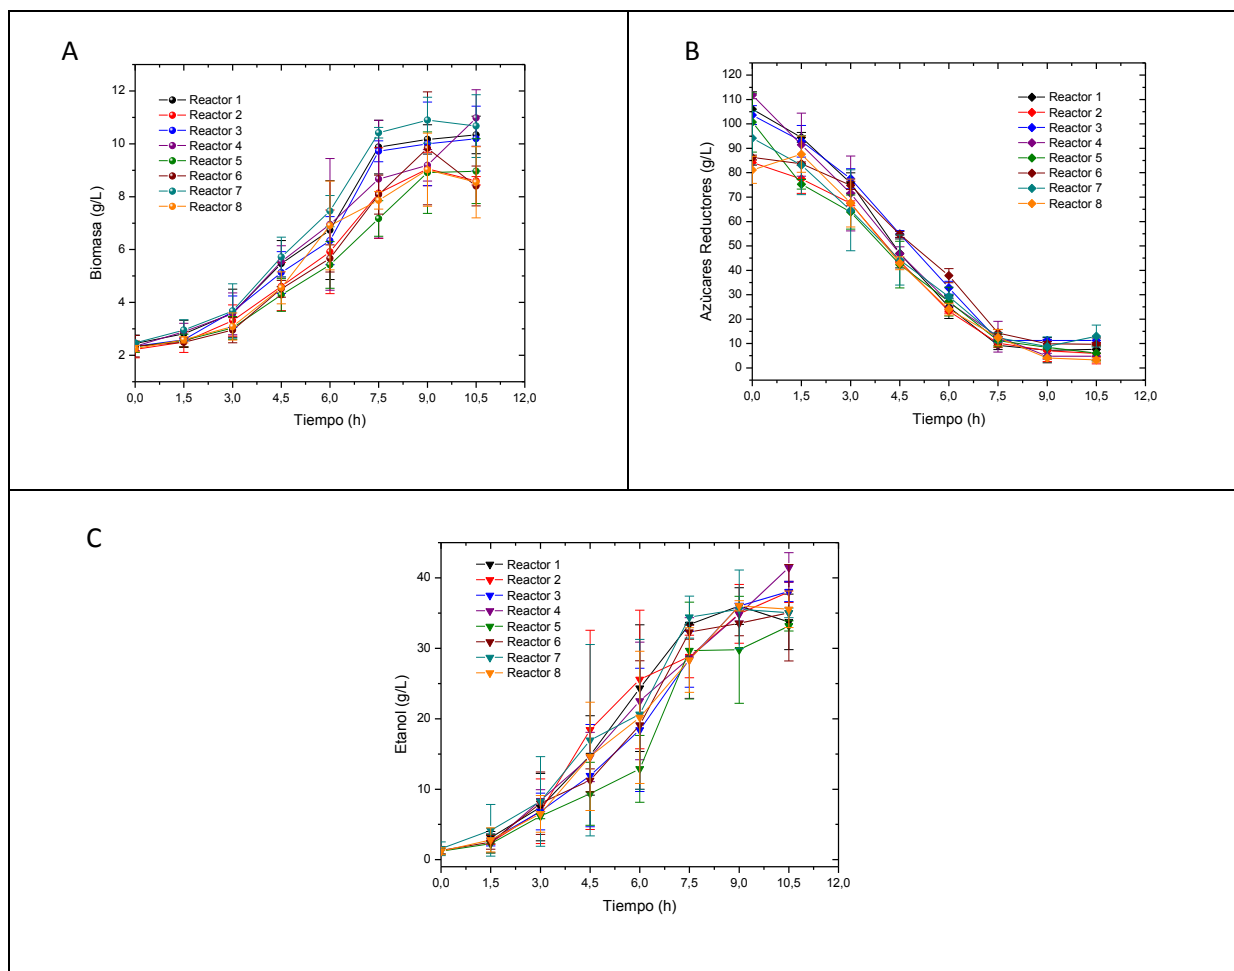 A
Biomasa (g/L)
12
10
8
6
4
2
Reactor 1
Reactor 2
Reactor 3
Reactor 4
Reactor 5
Reactor 6
Reactor 7
Reactor 8
0,0 1,5 3,0 4,5 6,0 7,5 9,0 10,5 12,0
Tiempo (h)
B
Azúcares Reductores (g/L)
120
110
100
90
80
70
60
50
40
30
20
10
0
Reactor 1
Reactor 2
Reactor 3
Reactor 4
Reactor 5
Reactor 6
Reactor 7
Reactor 8
0,0 1,5 3,0 4,5 6,0 7,5 9,0 10,5 12,0
Tiempo (h)
C
Etanol (g/L)
40
30
20
10
0
Reactor 1
Reactor 2
Reactor 3
Reactor 4
Reactor 5
Reactor 6
Reactor 7
Reactor 8
0,0 1,5 3,0 4,5 6,0 7,5 9,0 10,5 12,0
Tiempo (h)